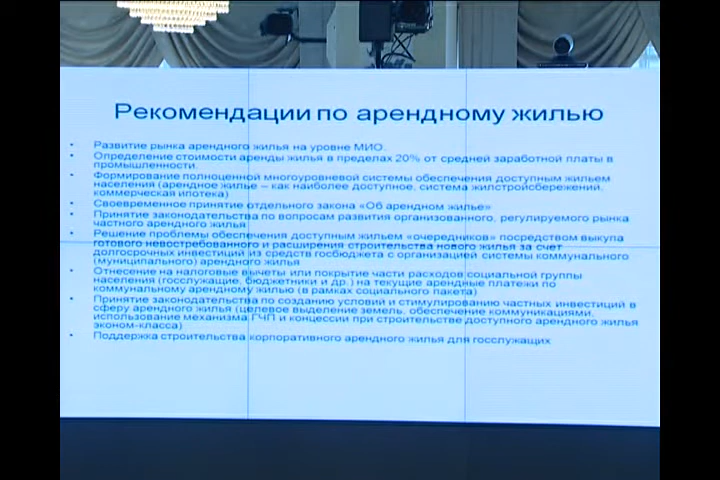 Рекомендации по арендному жилью
• Развитие рынка арендного жилья на уровне МИО.
• Определение стоимости аренды жилья в пределах 20% от средней заработной платы в
промышленности.
• Формирование полноценной многоуровневой системы обеспечения доступным жильем
населения (арендное жилье – как наиболее доступное, система жилстройсбережений,
коммерческая ипотека)
• Своевременное принятие отдельного закона «Об арендном жилье»
• Принятие законодательства по вопросам развития организованного, регулируемого рынка
частного арендного жилья
• Решение проблемы обеспечения доступным жильем «очередников» посредством выкупа
готового невостребованного и расширения строительства нового жилья за счет
долгосрочных инвестиций из средств госбюджета с организацией системы коммунального
(муниципального) арендного жилья
• Отнесение на налоговые вычеты или покрытие части расходов социальной группы
населения (госслужащие, бюджетники и др.) на текущие арендные платежи по
коммунальному арендному жилью (в рамках социального пакета)
• Принятие законодательства по созданию условий и стимулированию частных инвестиций в
сферу арендного жилья (целевое выделение земель, обеспечение коммуникациями,
использование механизма ГЧП и концессии при строительстве доступного арендного жилья
эконом-класса)
• Поддержка строительства корпоративного арендного жилья для госслужащих